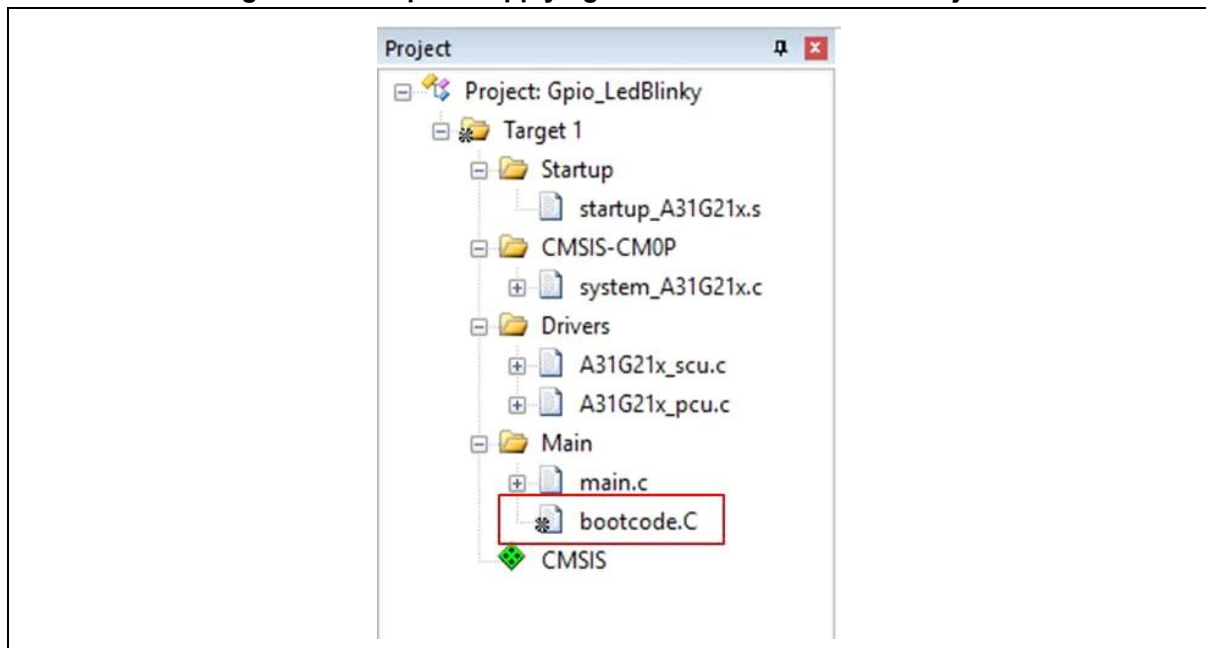 Project
Project: Gpio_LedBlinky
Target 1
Startup
startup_A31G21x.s
CMSIS-CM0P
system_A31G21x.c
Drivers
A31G21x_scu.c
A31G21x_pcu.c
Main
main.c
bootcode.C
CMSIS